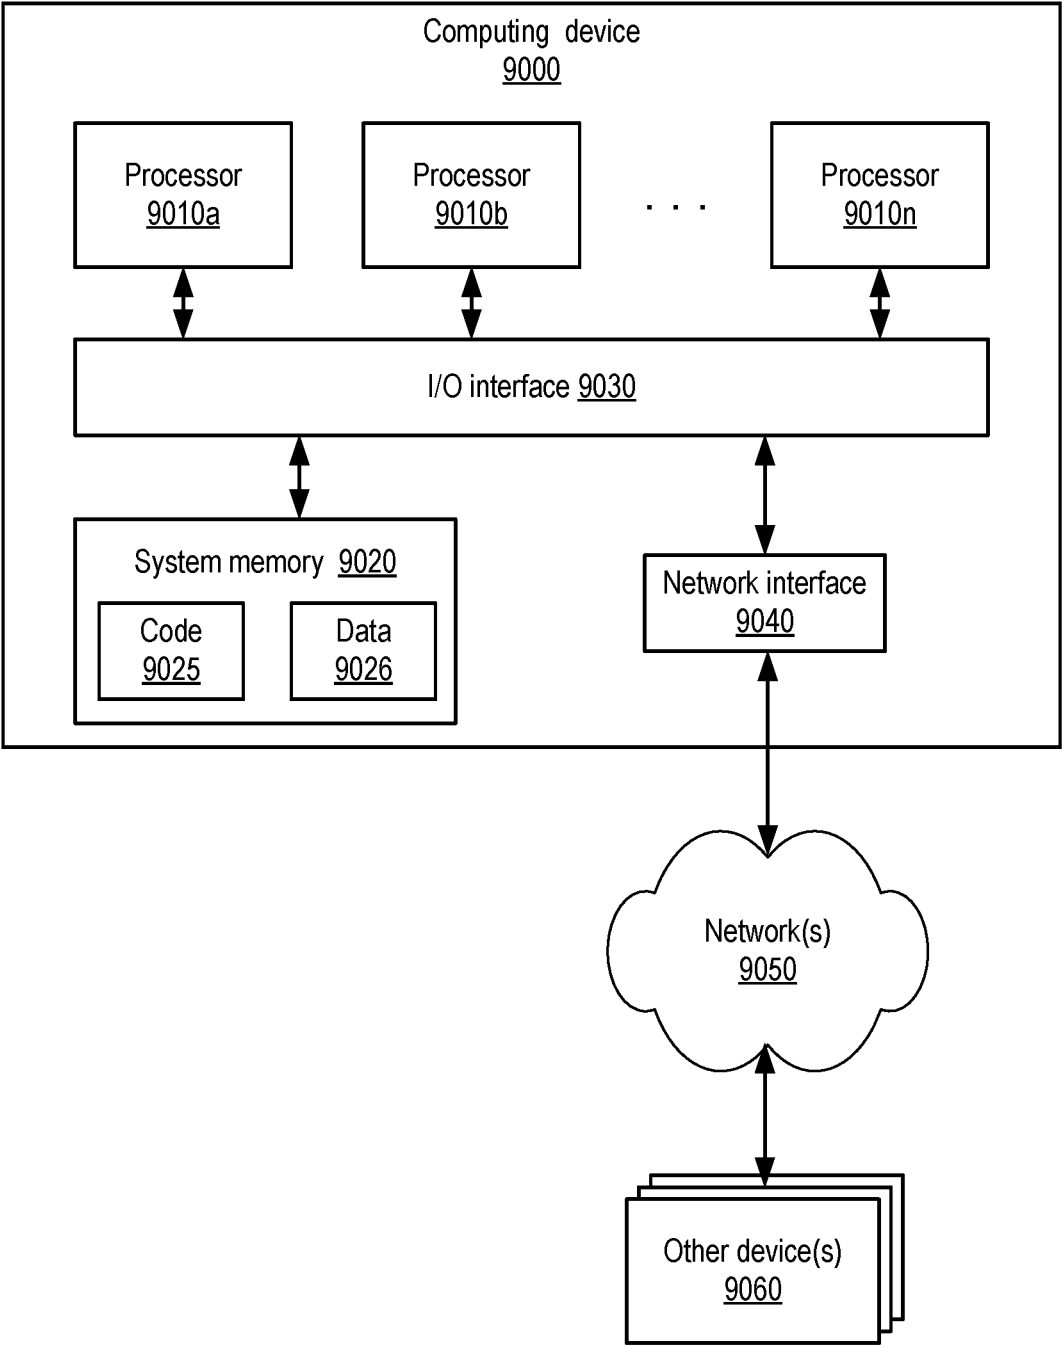 Computing device
9000
Processor
9010a
Processor
9010b
. . .
Processor
9010n
I/O interface 9030
System memory 9020
Code
9025
Data
9026
Network interface
9040
Network(s)
9050
Other device(s)
9060